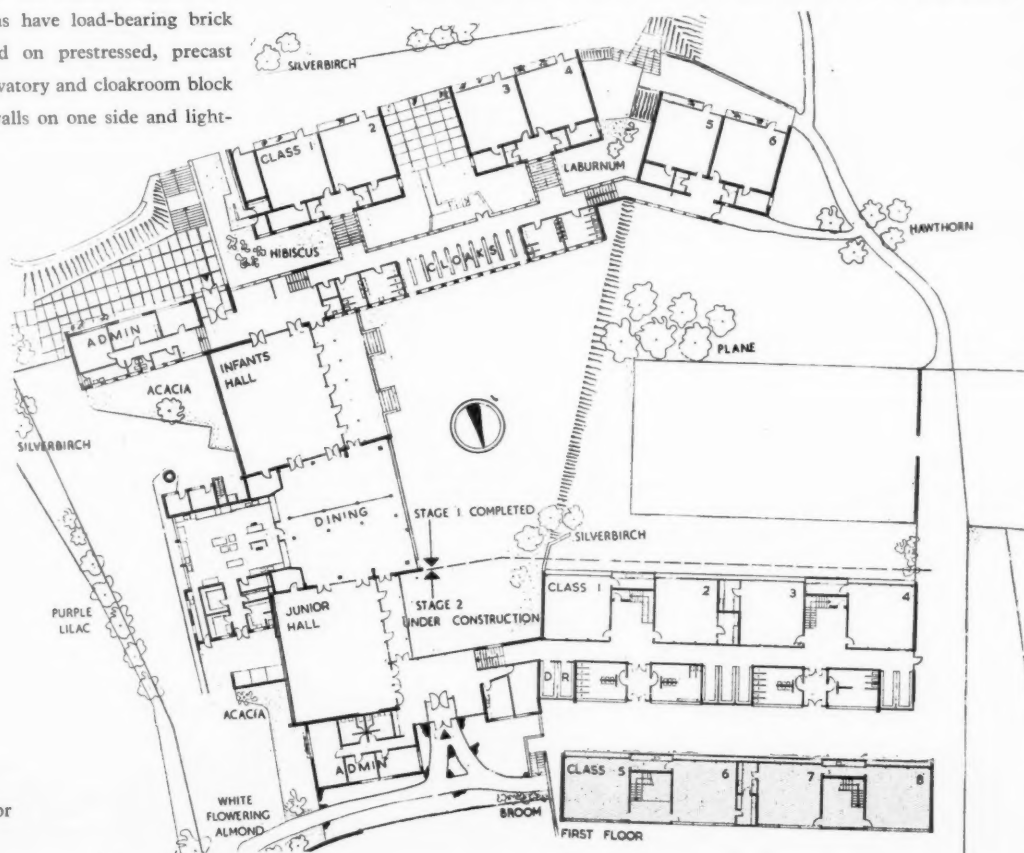 ns have load-bearing brick
d on prestressed, precast
vatory and cloakroom block
valls on one side and light-
SILVERBIRCH
4
3
5
6
2
CLASS 1
LABURNUM
HAWTHORN
HIBISCUS
CLOAKS
ADMIN
PLANE
INFANTS
HALL
ACACIA
SILVERBIRCH
DINING
STAGE 1 COMPLETED
SILVERBIRCH
CLASS 1
2
3
4
STAGE 2
UNDER CONSTRUCTION
JUNIOR
HALL
PURPLE
LILAC
D R
ACACIA
ADMIN
CLASS 5
6
7
8
WHITE
FLOWERING
ALMOND
BROOM
FIRST FLOOR
or